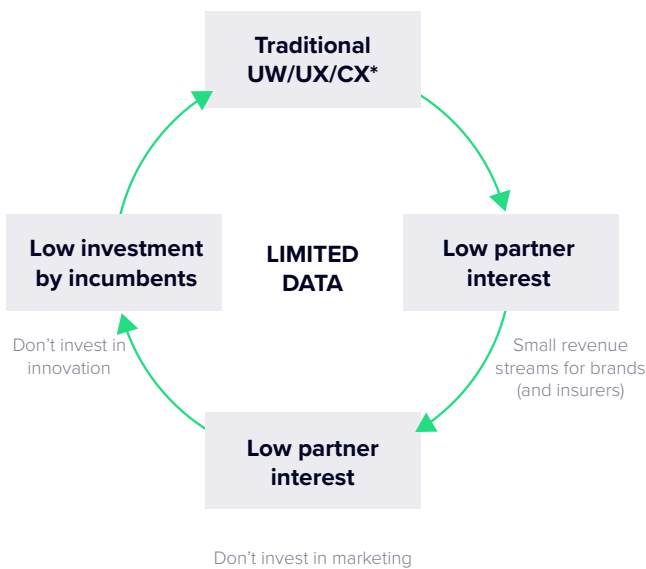 Traditional
UW/UX/CX*
Low investment
by incumbents
LIMITED
DATA
Low partner
interest
Don’t invest in
innovation
Small revenue
streams for brands
(and insurers)
Low partner
interest
Don’t invest in marketing